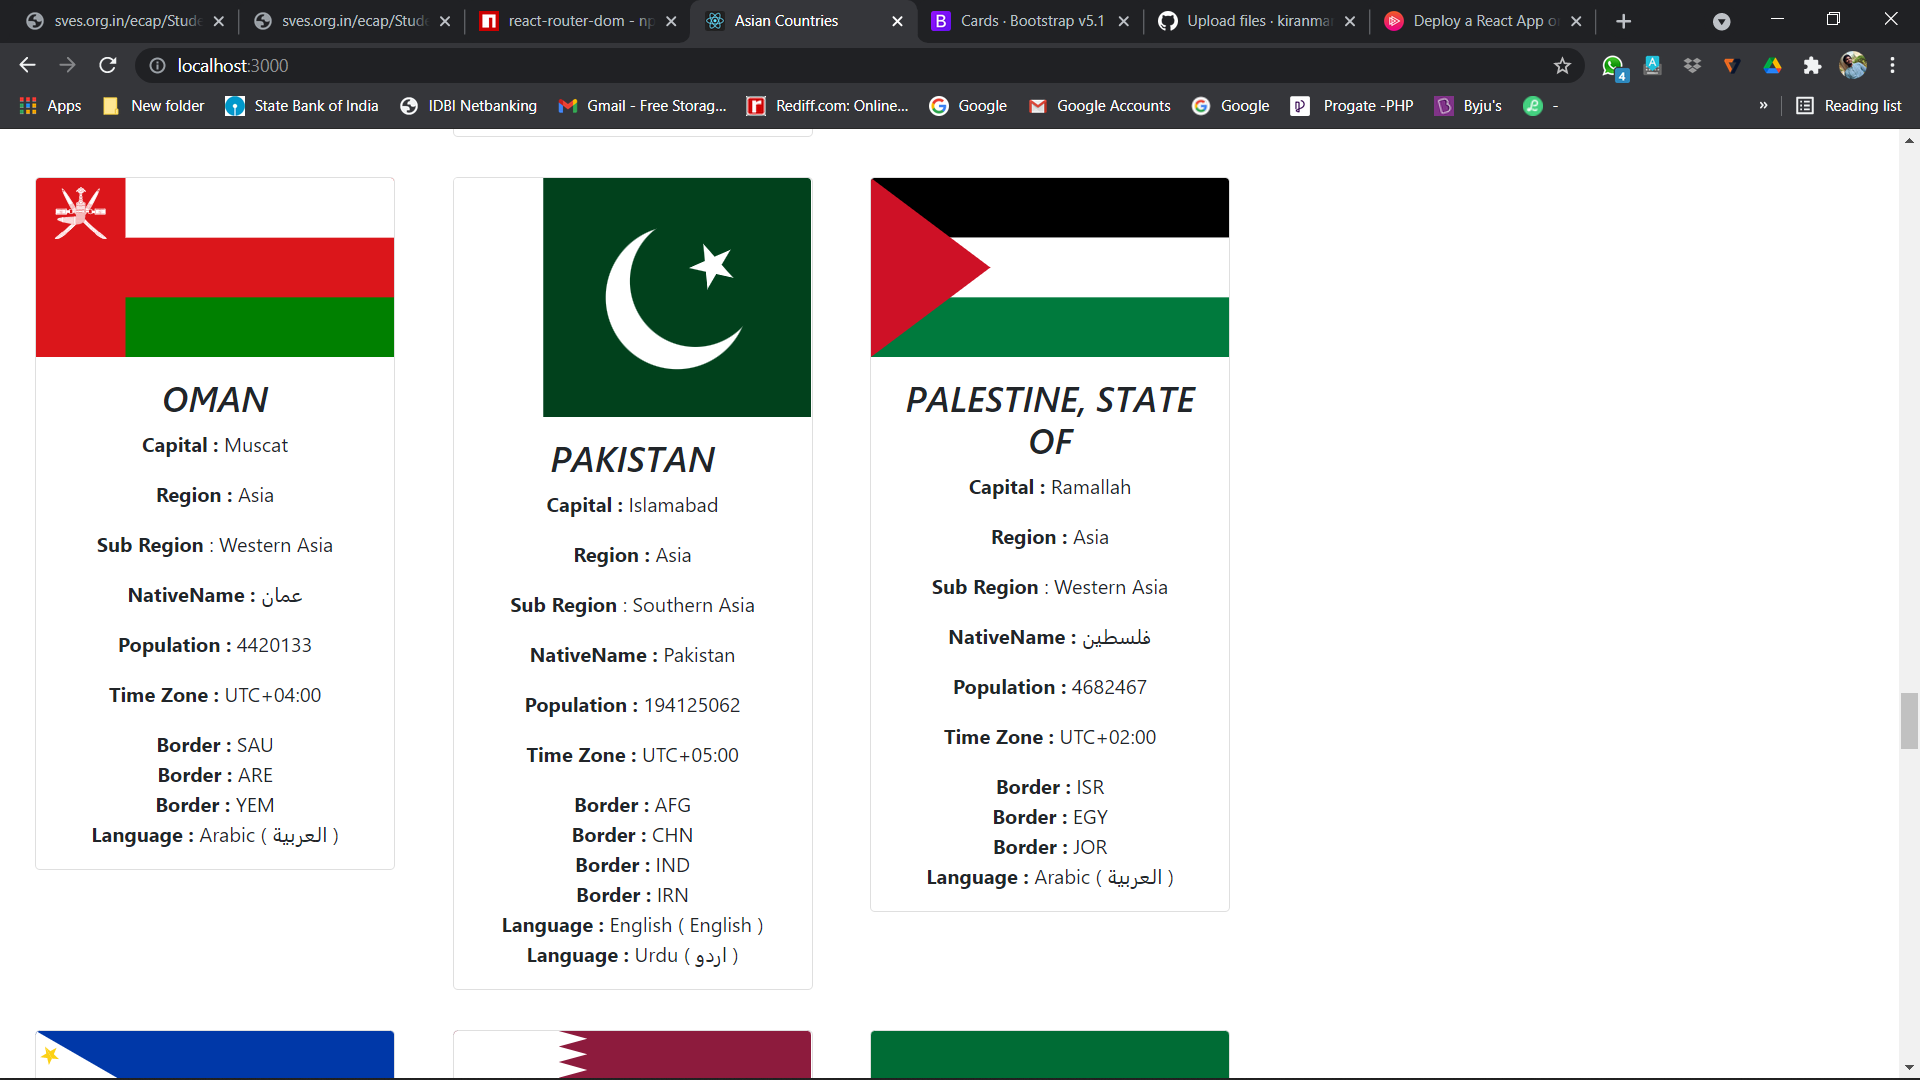 sves.org.in/ecap/Stude
sves.org.in/ecap/Stude
react-router-dom - np
Asian Countries
Cards · Bootstrap v5.1
Upload files · kiranmar
Deploy a React App o
localhost:3000
4
Apps
New folder
State Bank of India
IDBI Netbanking
Gmail - Free Storag...
Rediff.com: Online...
Google
Google Accounts
Google
Progate -PHP
Byju's
-
»
Reading list
OMAN
Capital : Muscat
Region : Asia
Sub Region : Western Asia
NativeName : عمان
Population : 4420133
Time Zone : UTC+04:00
Border : SAU
Border : ARE
Border : YEM
Language : Arabic ( العربية )
PAKISTAN
Capital : Islamabad
Region : Asia
Sub Region : Southern Asia
NativeName : Pakistan
Population : 194125062
Time Zone : UTC+05:00
Border : AFG
Border : CHN
Border : IND
Border : IRN
Language : English ( English )
Language : Urdu ( اردو )
PALESTINE, STATE
OF
Capital : Ramallah
Region : Asia
Sub Region : Western Asia
NativeName : فلسطين
Population : 4682467
Time Zone : UTC+02:00
Border : ISR
Border : EGY
Border : JOR
Language : Arabic ( العربية )